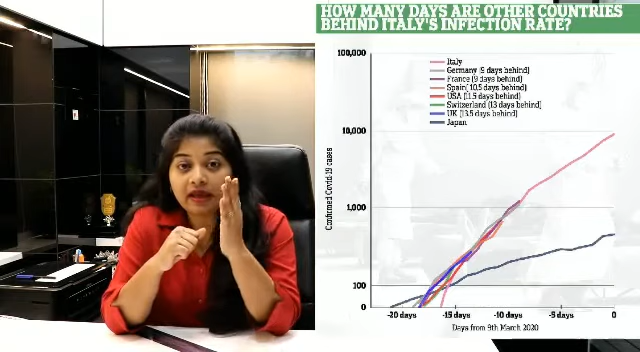 HOW MANY DAYS ARE OTHER COUNTRIES
BEHIND ITALY'S INFECTION RATE?
100,000
10,000
1,000
100
0
Confirmed Covid-19 cases
Italy
Germany (9 days behind)
France (9 days behind)
Spain (10.5 days behind)
USA (11.5 days behind)
Switzerland (13 days behind)
UK (13.5 days behind)
Japan
-20 days
-15 days
-10 days
-5 days
0
Days from 9th March 2020